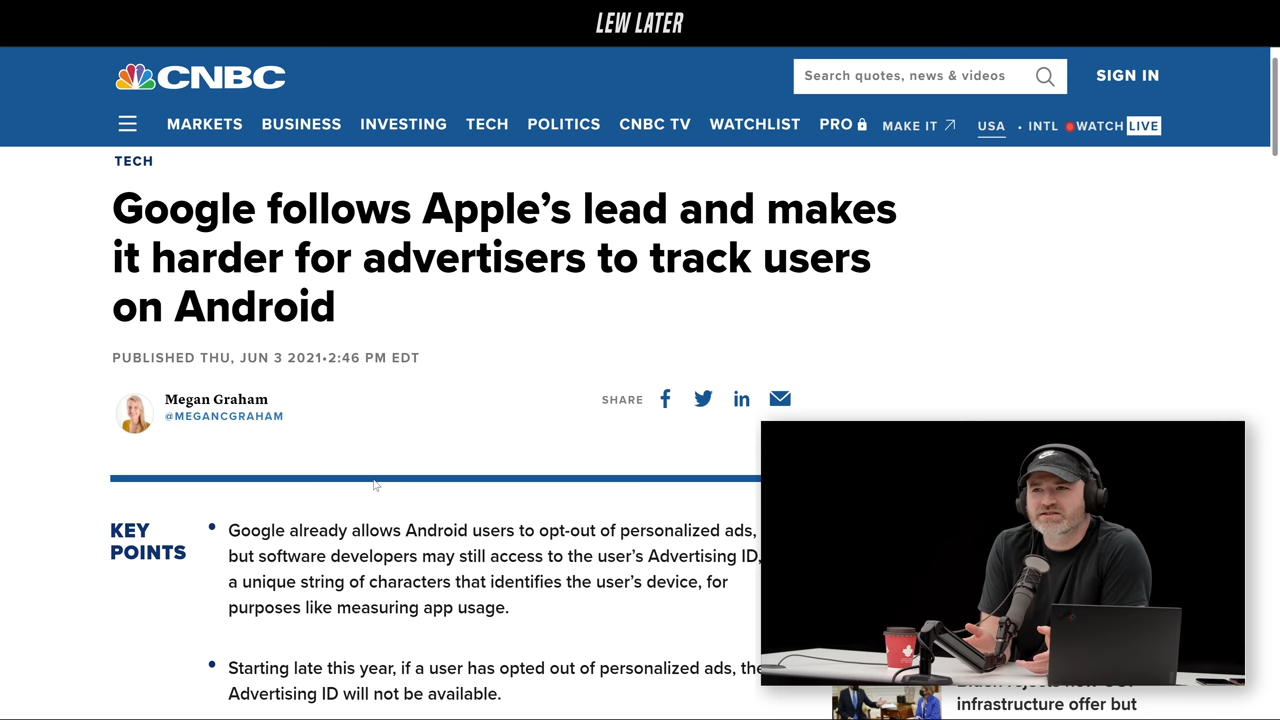 LEW LATER
CNBC
Search quotes, news & videos
SIGN IN
MARKETS BUSINESS INVESTING TECH POLITICS CNBC TV WATCHLIST PRO MAKE IT USA • INTL WATCH LIVE
TECH
Google follows Apple’s lead and makes
it harder for advertisers to track users
on Android
PUBLISHED THU, JUN 3 2021•2:46 PM EDT
Megan Graham
@MEGANCGRAHAM
SHARE
KEY
POINTS
• Google already allows Android users to opt-out of personalized ads,
but software developers may still access to the user’s Advertising ID,
a unique string of characters that identifies the user’s device, for
purposes like measuring app usage.
• Starting late this year, if a user has opted out of personalized ads, the
Advertising ID will not be available.
infrastructure offer but